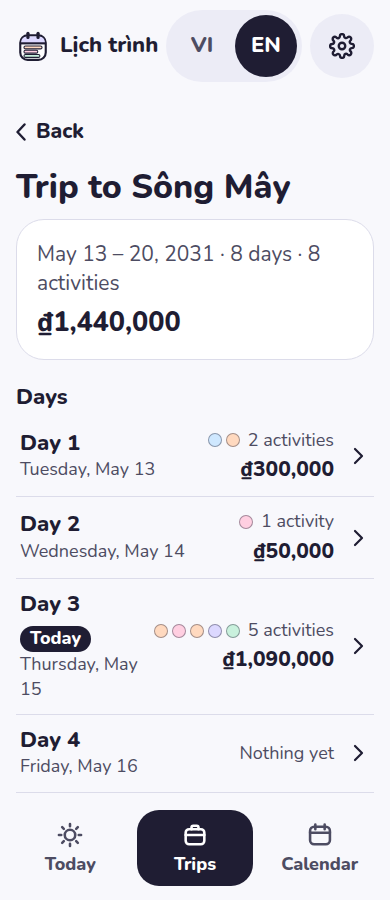 Lịch trình
VI
EN
Back
Trip to Sông Mây
May 13 – 20, 2031 · 8 days · 8
activities
₫1,440,000
Days
Day 1
2 activities
Tuesday, May 13
₫300,000
Day 2
1 activity
Wednesday, May 14
₫50,000
Day 3
Today
5 activities
Thursday, May
15
₫1,090,000
Day 4
Friday, May 16
Nothing yet
Today
Trips
Calendar